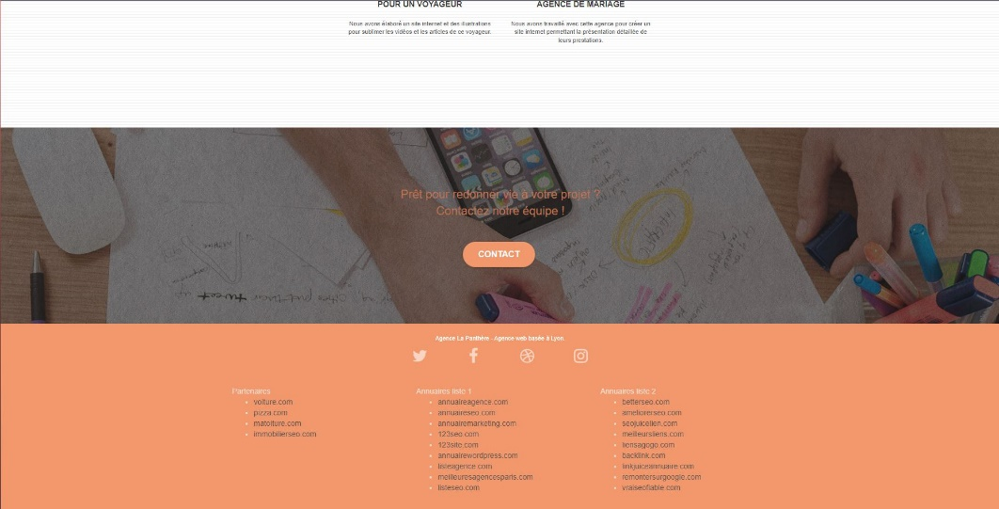 POUR UN VOYAGEUR
AGENCE DE MARIAGE
Nous avons élaboré un site internet et des illustrations
pour sublimer les vidéos et les articles de ce voyageur.
Nous avons travaillé avec cette agence pour créer un
site internet permettant la présentation détaillée de
leurs prestations.
Prêt pour redonner vie à votre projet ?
Contactez notre équipe !
CONTACT
Agence La Panthère - Agence web basée à Lyon
Partenaires
voiture.com
pizza.com
matoiture.com
immobilierseo.com
Annuaires liste 1
annuaireagence.com
annuaireseo.com
annuairemarketing.com
123seo.com
123site.com
annuairewordpress.com
listeagence.com
meilleuresagencesparis.com
listeseo.com
Annuaires liste 2
betterseo.com
ameliorerseo.com
seojuicelien.com
meilleursliens.com
liensagogo.com
backlink.com
linkjuiceannuaire.com
remontersurgoogle.com
vraiseofiable.com